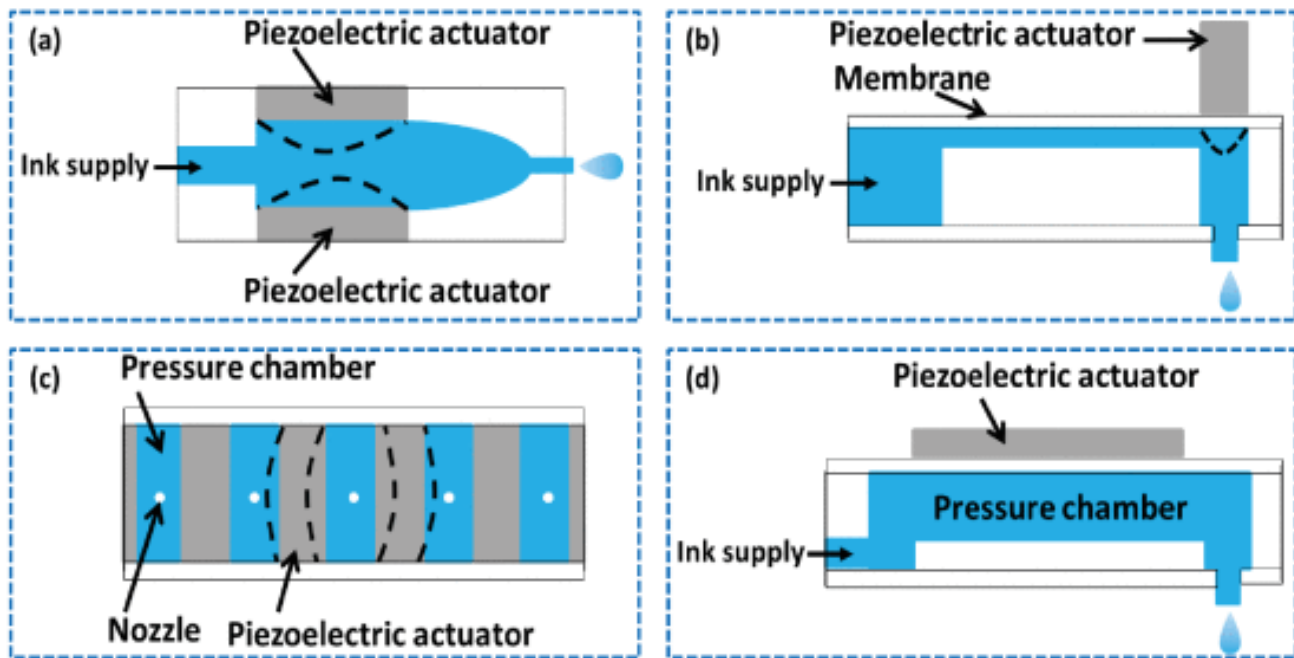 (a)
Piezoelectric actuator
Ink supply
Piezoelectric actuator
(b)
Piezoelectric actuator
Membrane
Ink supply
(c)
Pressure chamber
Nozzle
Piezoelectric actuator
(d)
Piezoelectric actuator
Pressure chamber
Ink supply